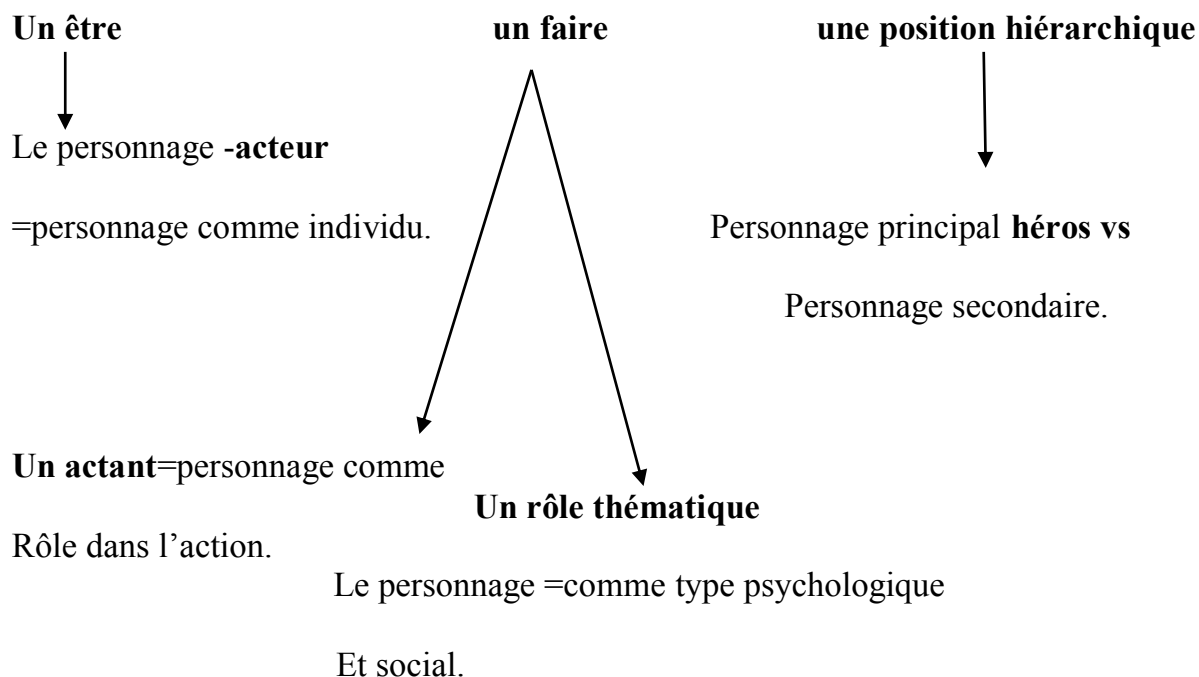 Un être un faire une position hiérarchique
Le personnage -acteur
=personnage comme individu. Personnage principal héros vs
Personnage secondaire.
Un actant=personnage comme
Un rôle thématique
Rôle dans l’action.
Le personnage =comme type psychologique
Et social.